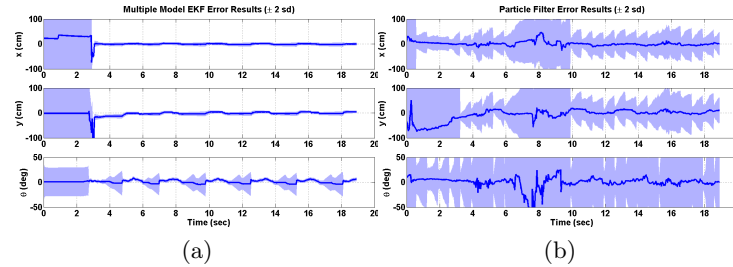 Multiple Model EKF Error Results (± 2 sd)
x (cm)
100
0
-100
0 2 4 6 8 10 12 14 16 18 20
y (cm)
100
0
-100
0 2 4 6 8 10 12 14 16 18 20
θ (deg)
50
0
-50
0 2 4 6 8 10 12 14 16 18 20
Time (sec)
(a)
Particle Filter Error Results (± 2 sd)
x (cm)
100
0
-100
0 2 4 6 8 10 12 14 16 18
y (cm)
100
0
-100
0 2 4 6 8 10 12 14 16 18
θ (deg)
50
0
-50
0 2 4 6 8 10 12 14 16 18
Time (sec)
(b)